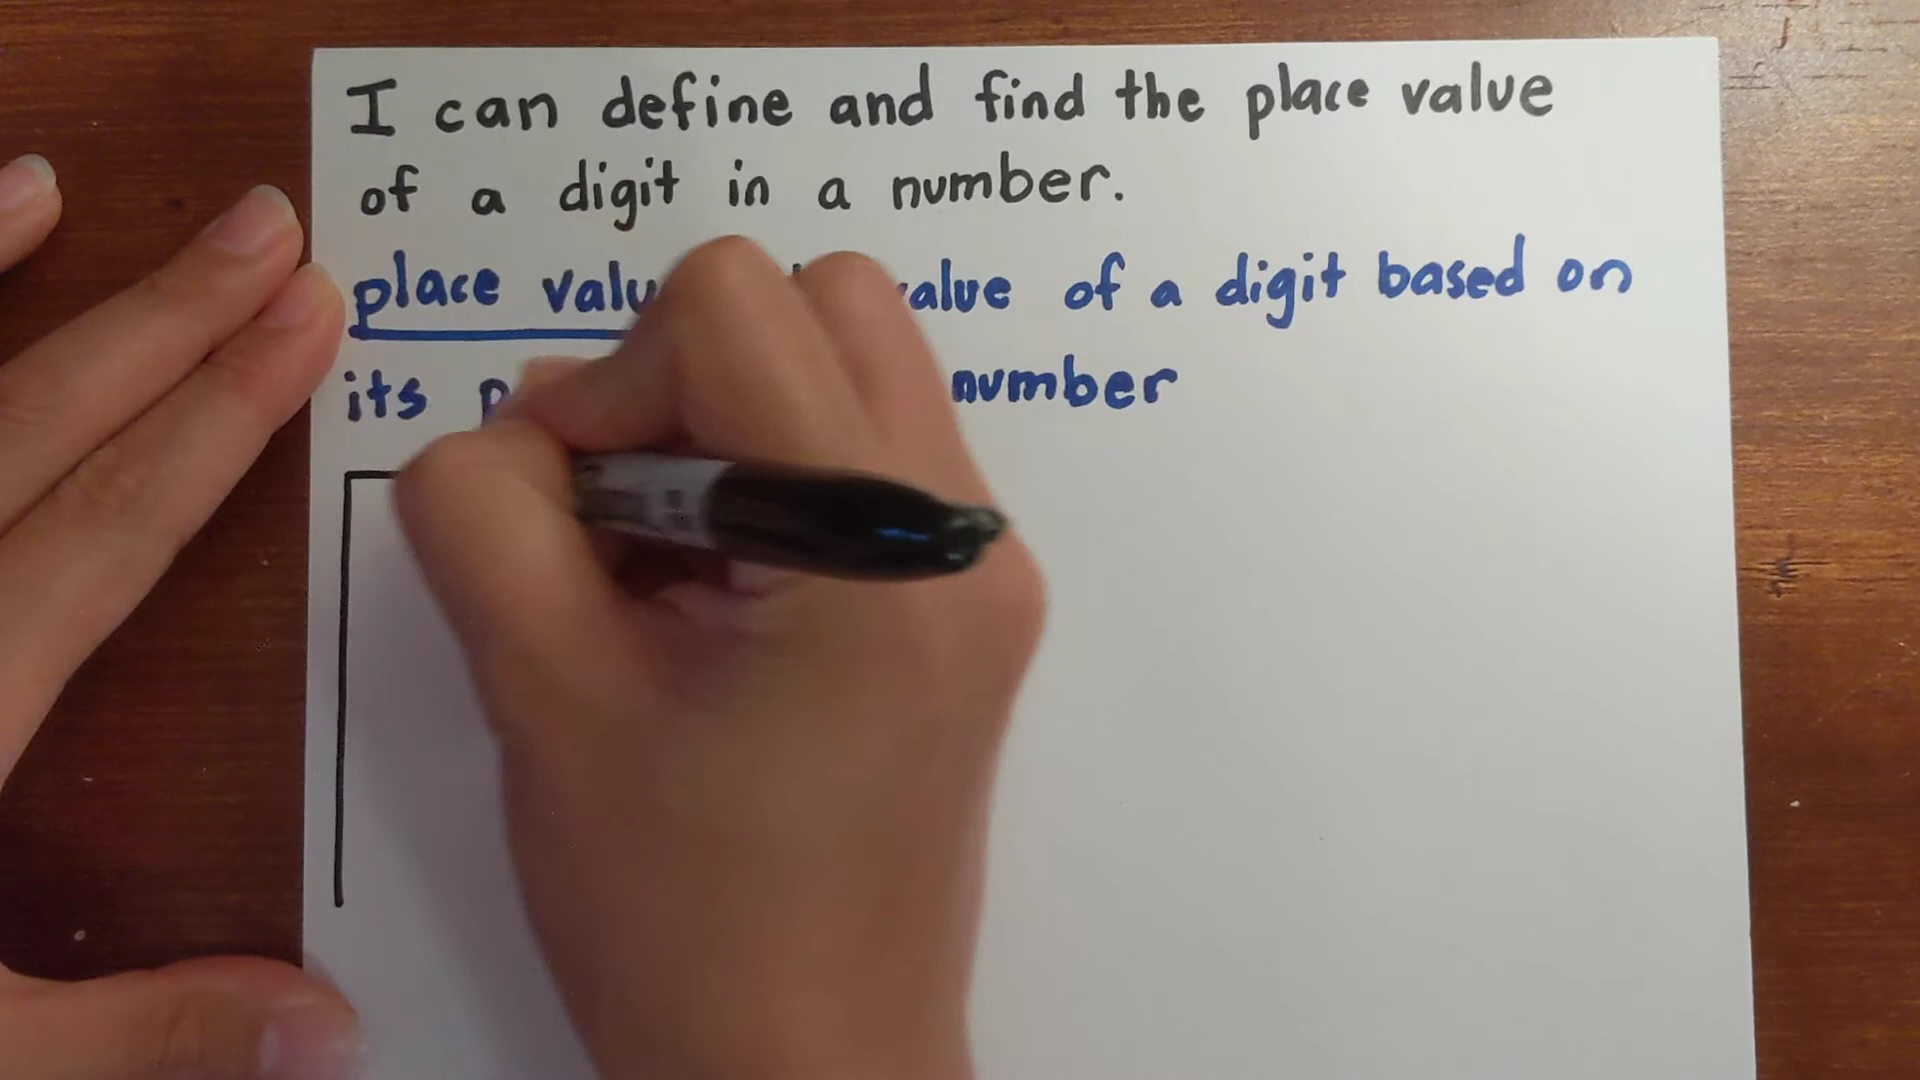 I can define and find the place value
of a digit in a number.
place value of a digit based on
its number